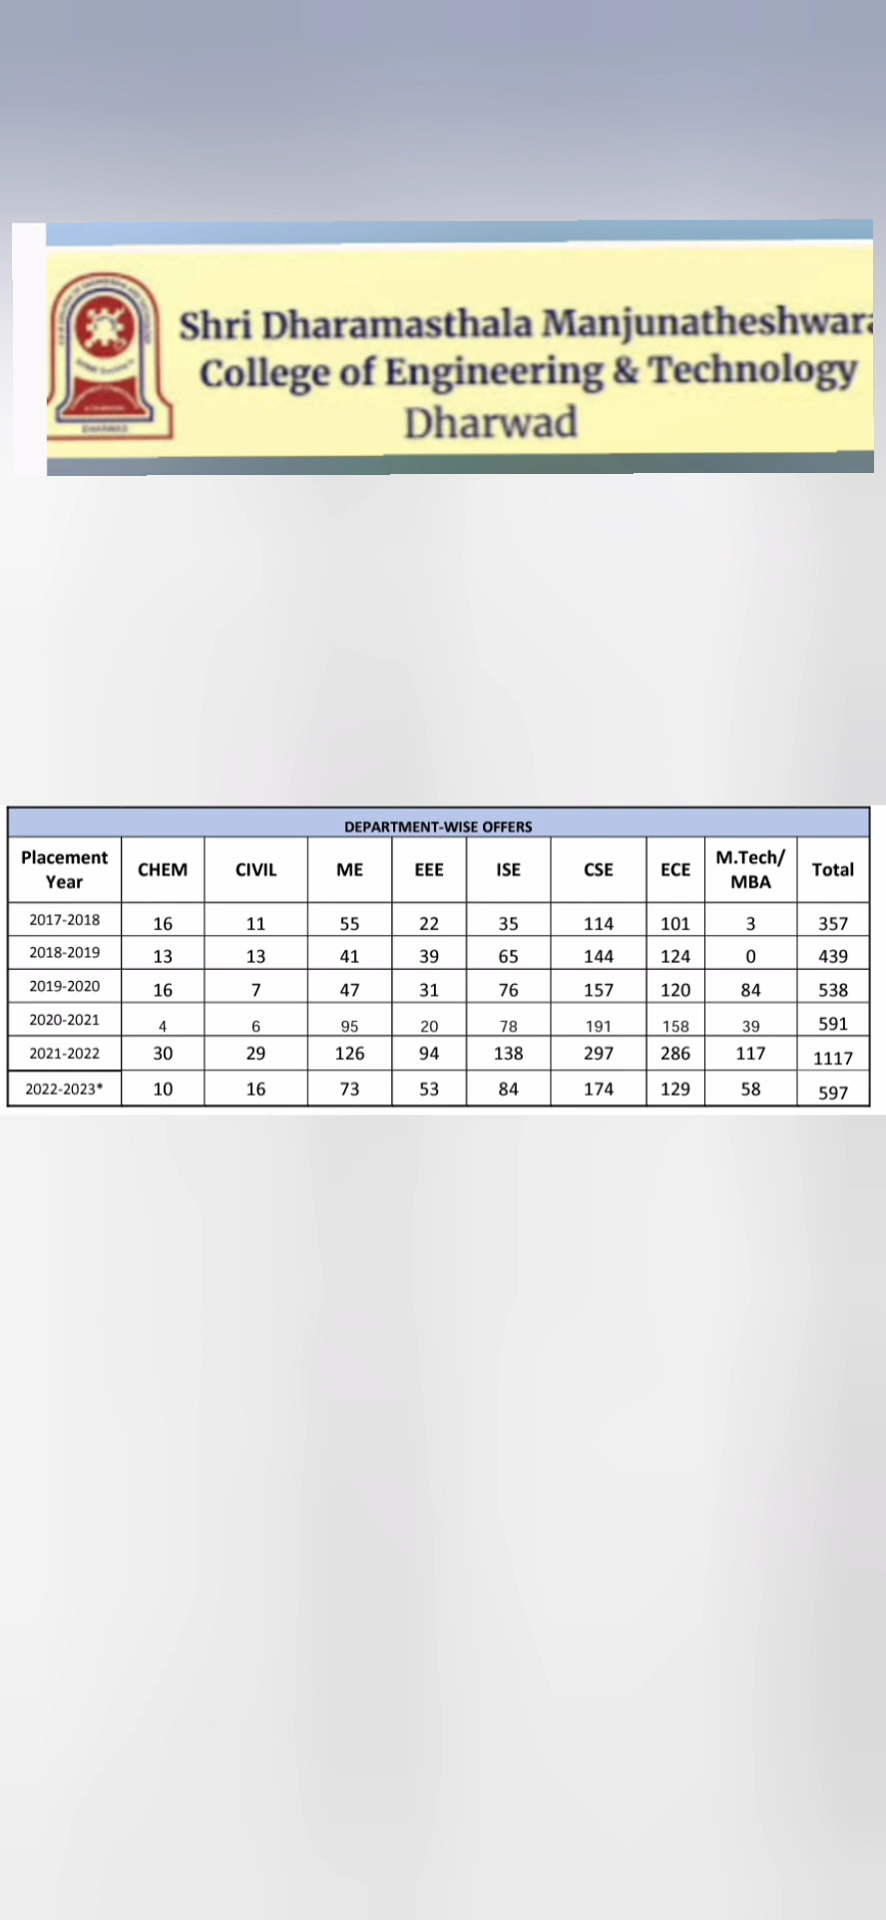 Shri Dharamasthala Manjunatheshwar
College of Engineering & Technology
Dharwad
DHARWAD
DEPARTMENT-WISE OFFERS
Placement Year CHEM CIVIL ME EEE ISE CSE ECE M.Tech/ MBA Total
2017-2018 16 11 55 22 35 114 101 3 357
2018-2019 13 13 41 39 65 144 124 0 439
2019-2020 16 7 47 31 76 157 120 84 538
2020-2021 4 6 95 20 78 191 158 39 591
2021-2022 30 29 126 94 138 297 286 117 1117
2022-2023* 10 16 73 53 84 174 129 58 597